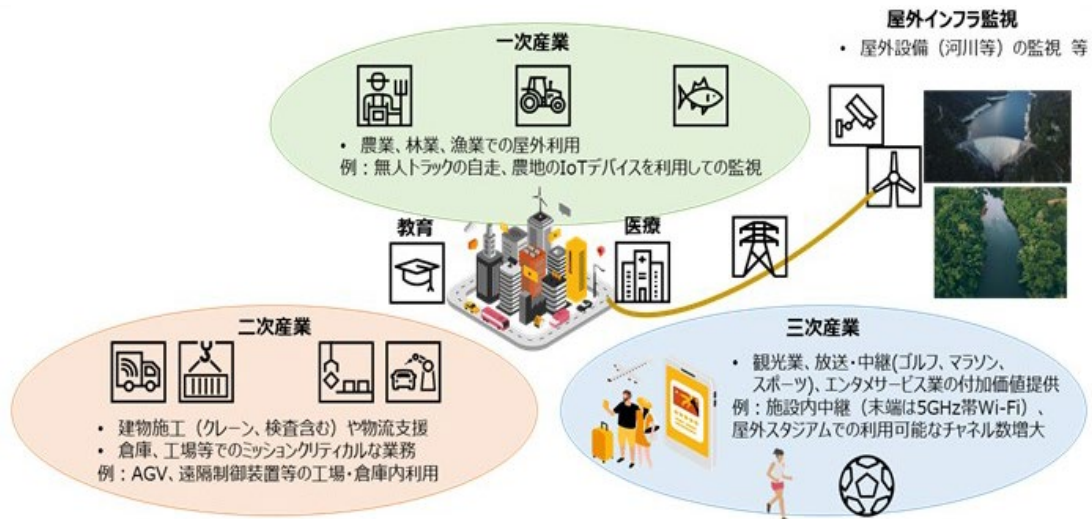 屋外インフラ監視
• 屋外設備（河川等）の監視 等
一次産業
• 農業、林業、漁業での屋外利用
例：無人トラックの自走、農地のIoTデバイスを利用しての監視
教育
医療
二次産業
• 建物施工（クレーン、検査含む）や物流支援
• 倉庫、工場等でのミッションクリティカルな業務
例：AGV、遠隔制御装置等の工場・倉庫内利用
三次産業
• 観光業、放送・中継(ゴルフ、マラソン、
スポーツ)、エンタメサービス業の付加価値提供
例：施設内中継（末端は5GHz帯Wi-Fi）、
屋外スタジアムでの利用可能なチャネル数増大